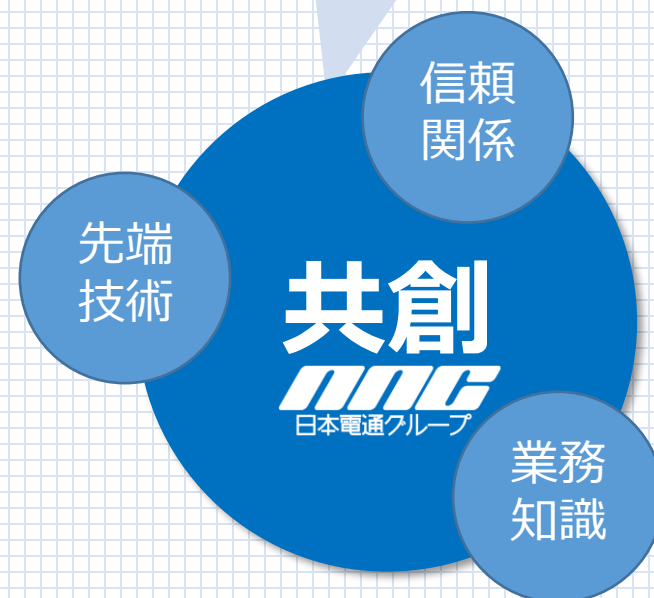 信頼
関係
先端
技術
共創
nnc
日本電通グループ
業務
知識